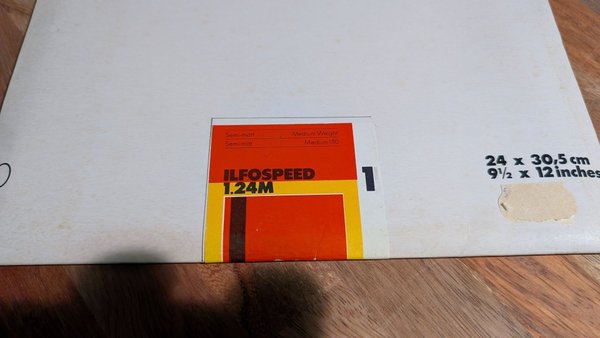 Semi-matt Medium Weight
Semi-mat Medium 180
ILFOSPEED
1.24M
1
24 x 30,5 cm
9½ x 12 inches